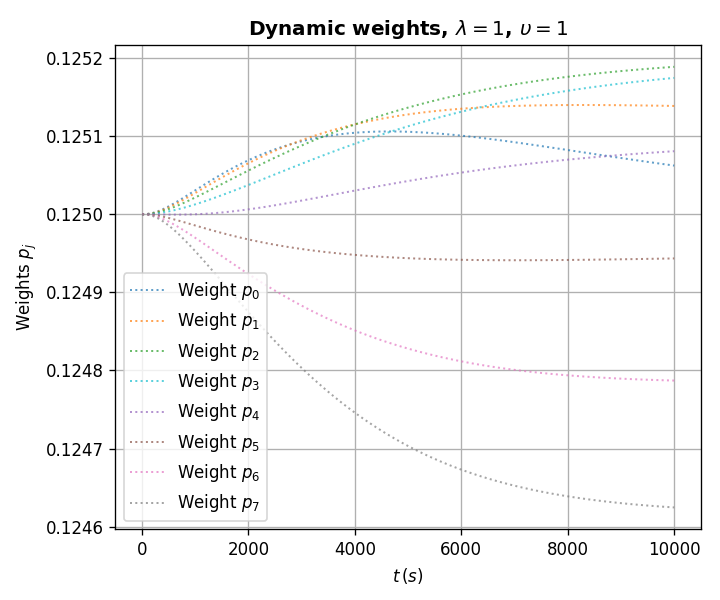 Dynamic weights, λ = 1, υ = 1
0.1252
0.1251
0.1250
0.1249
0.1248
0.1247
0.1246
Weights p_j
Weight p_0
Weight p_1
Weight p_2
Weight p_3
Weight p_4
Weight p_5
Weight p_6
Weight p_7
0 2000 4000 6000 8000 10000
t (s)